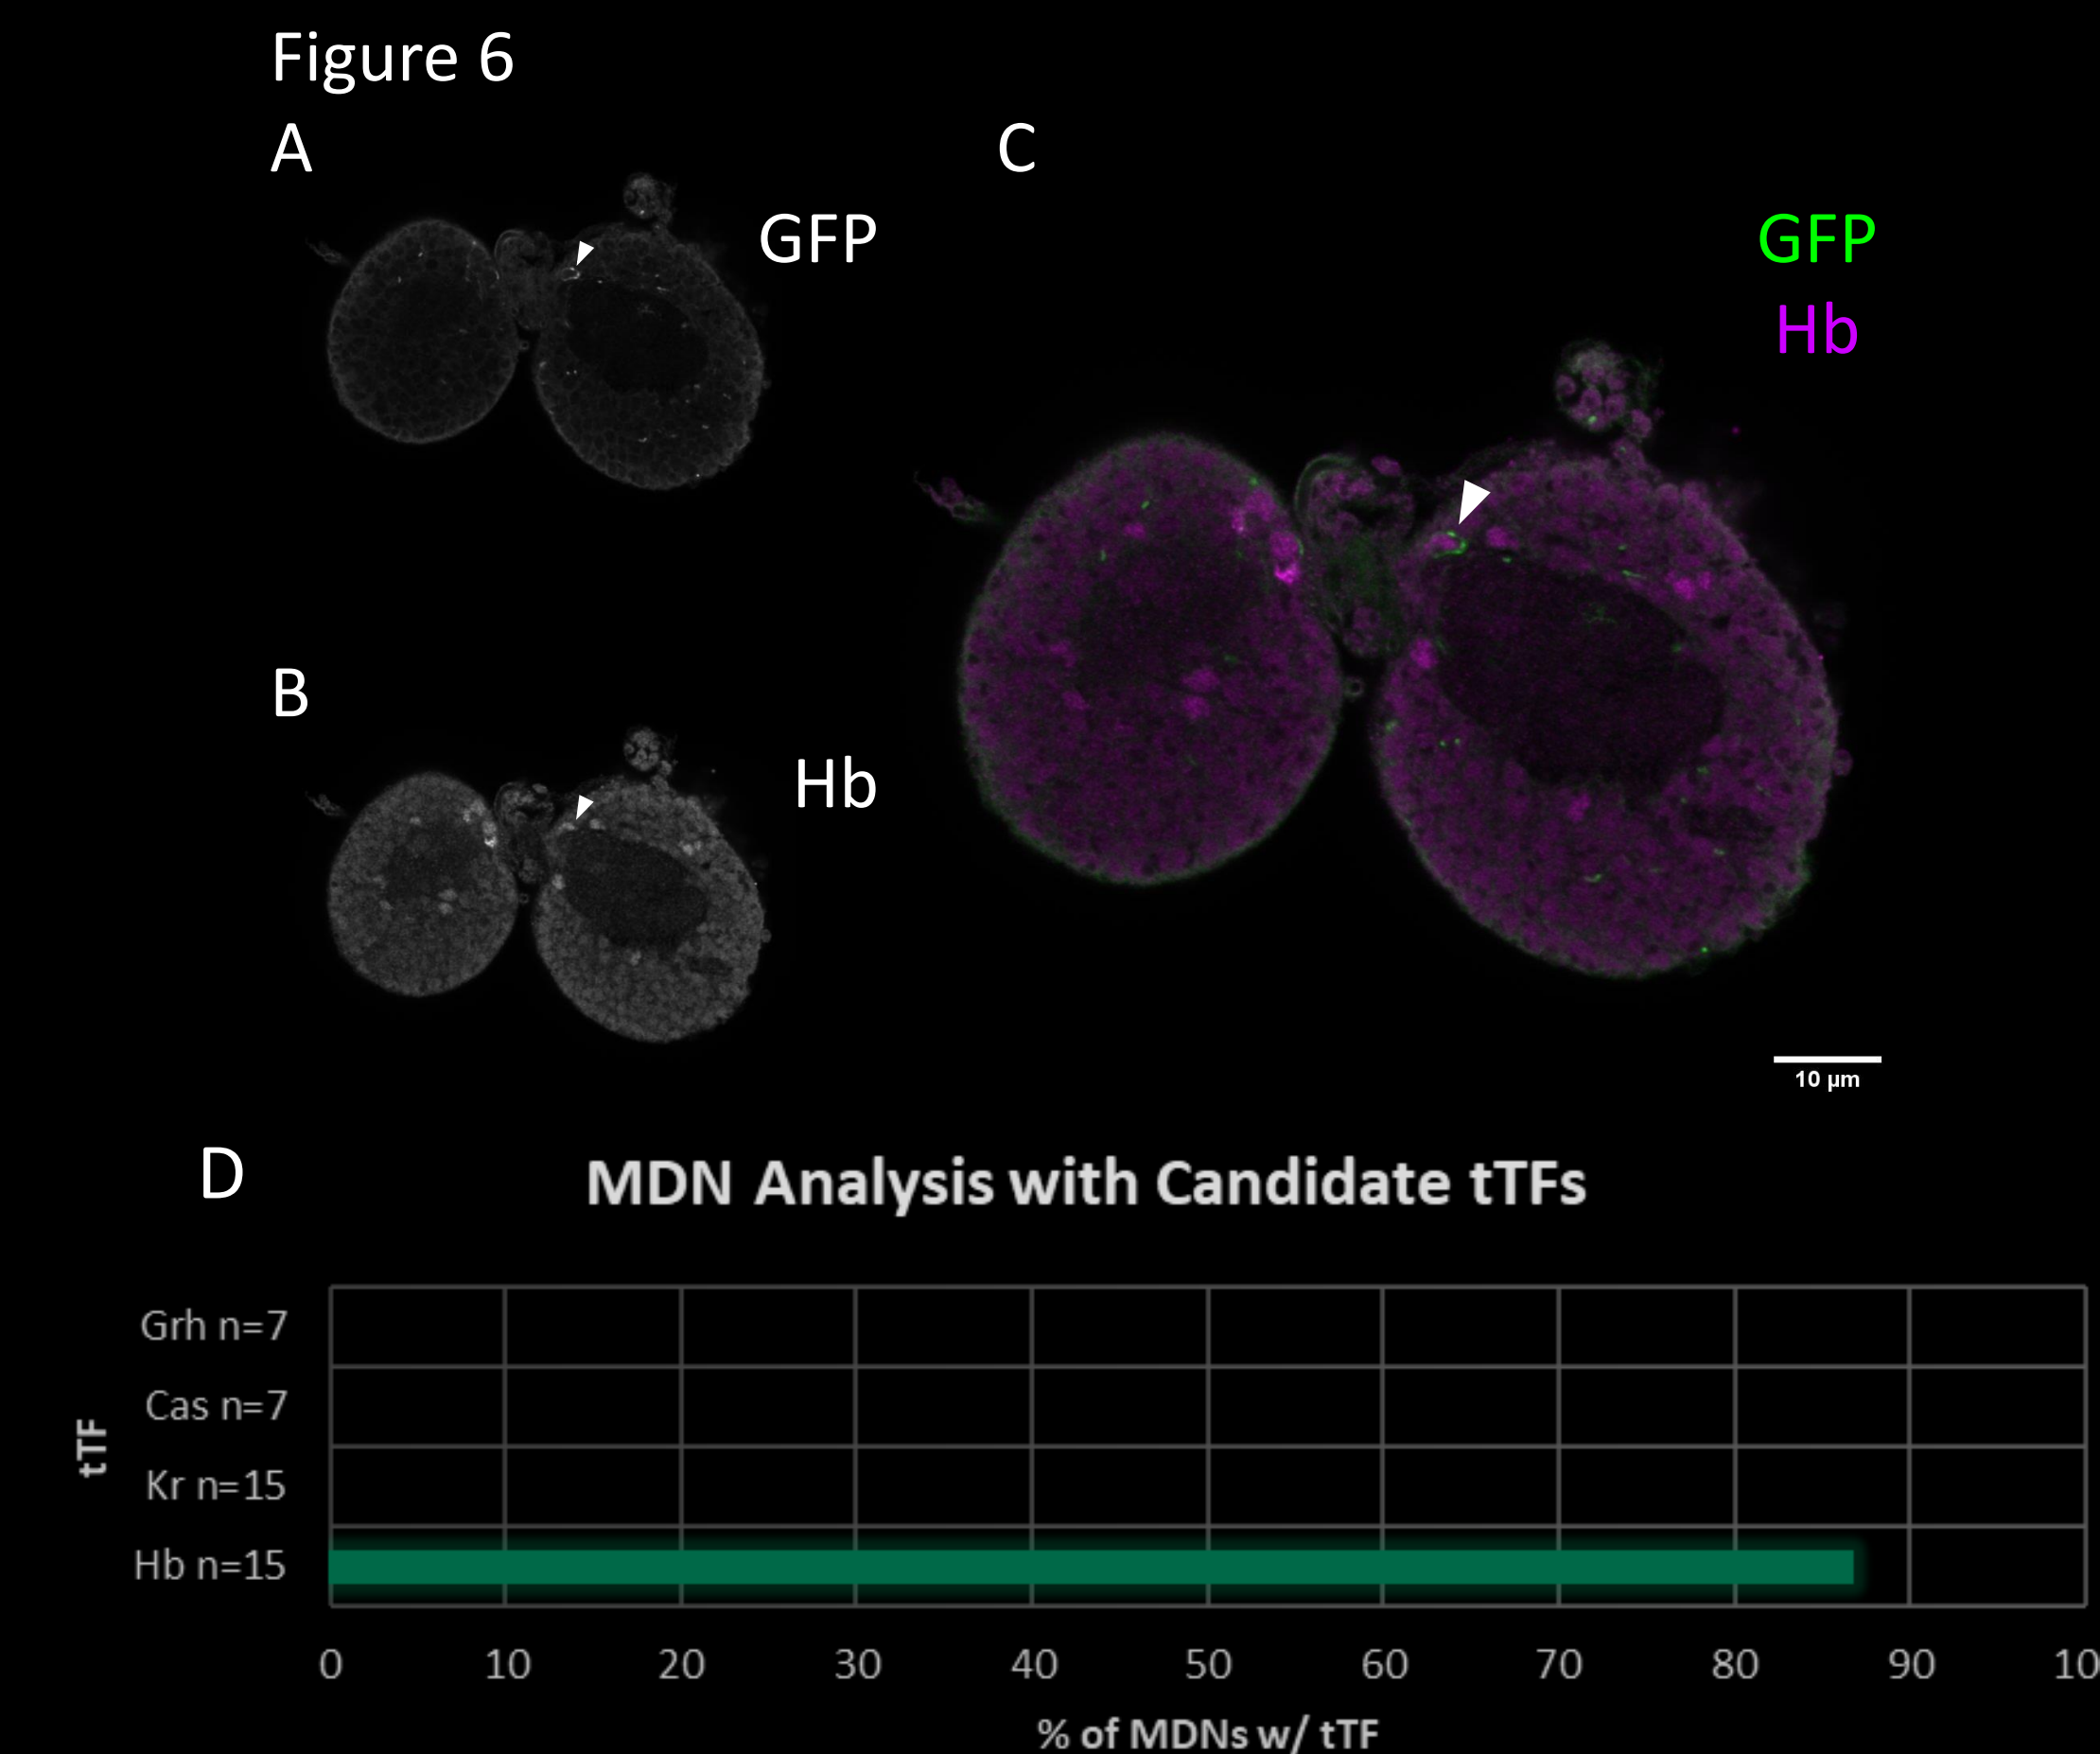 Figure 6
A
GFP
B
Hb
C
GFP
Hb
10 µm
D
MDN Analysis with Candidate tTFs
tTF
Grh n=7
Cas n=7
Kr n=15
Hb n=15
0 10 20 30 40 50 60 70 80 90 10
% of MDNs w/ tTF